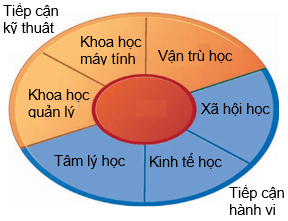 Tiếp cận
kỹ thuật
Khoa học
máy tính
Vận trù học
Khoa học
quản lý
Xã hội học
Tâm lý học
Kinh tế học
Tiếp cận
hành vi